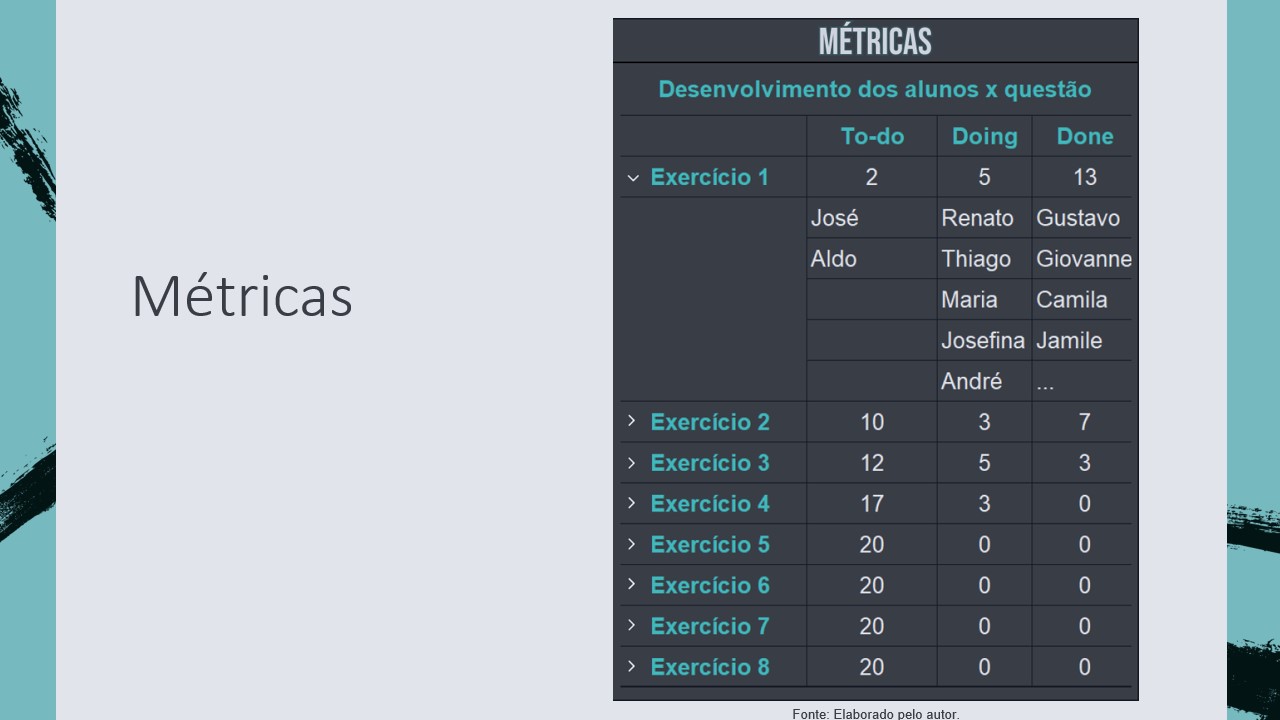 Métricas
MÉTRICAS
Desenvolvimento dos alunos x questão
To-do Doing Done
Exercício 1 2 5 13
José Renato Gustavo
Aldo Thiago Giovanne
Maria Camila
Josefina Jamile
André ...
Exercício 2 10 3 7
Exercício 3 12 5 3
Exercício 4 17 3 0
Exercício 5 20 0 0
Exercício 6 20 0 0
Exercício 7 20 0 0
Exercício 8 20 0 0
Fonte: Elaborado pelo autor.